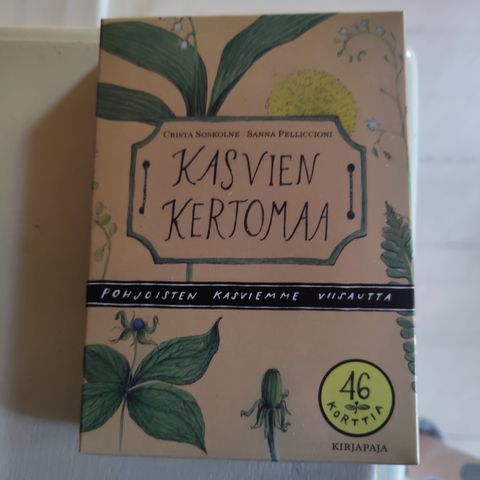 CRISTA SOSKOLNE SANNA PELLICCIONI
KASVIEN
KERTOMAA
POHJOISTEN KASVIEMME VIISAUTTA
46
KORTTIA
KIRJAPAJA